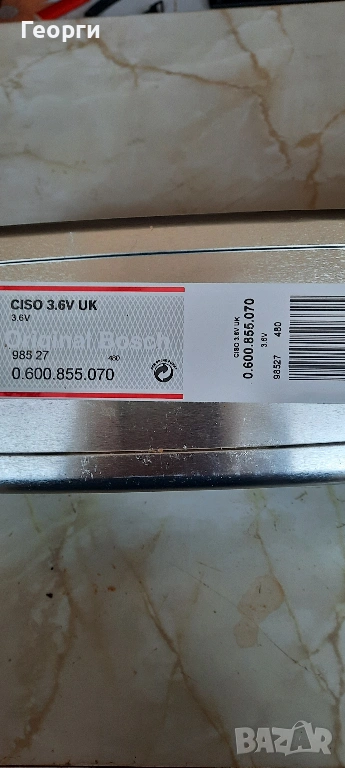 Георги
CISO 3.6V UK
3.6V
Original Bosch
985 27
480
0.600.855.070
CISO 3.6V UK
0.600.855.070
3.6V
98527
480
BAZAR